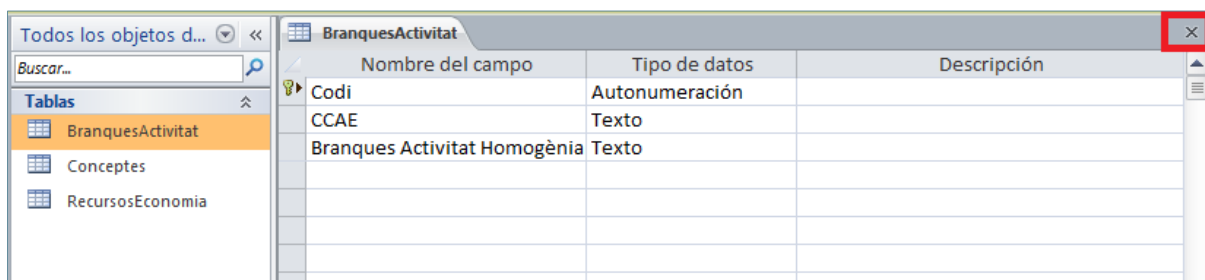 Todos los objetos d... «
Buscar...
Tablas
BranquesActivitat
Conceptes
RecursosEconomia
BranquesActivitat
Nombre del campo Tipo de datos Descripción
Codi Autonumeración
CCAE Texto
Branques Activitat Homogènia Texto